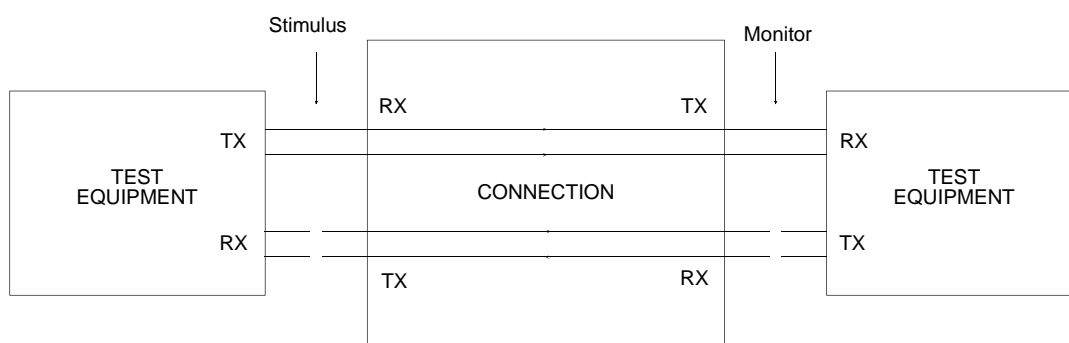 Stimulus
Monitor
RX
TX
TX
RX
TEST
EQUIPMENT
CONNECTION
TEST
EQUIPMENT
RX
TX
TX
RX